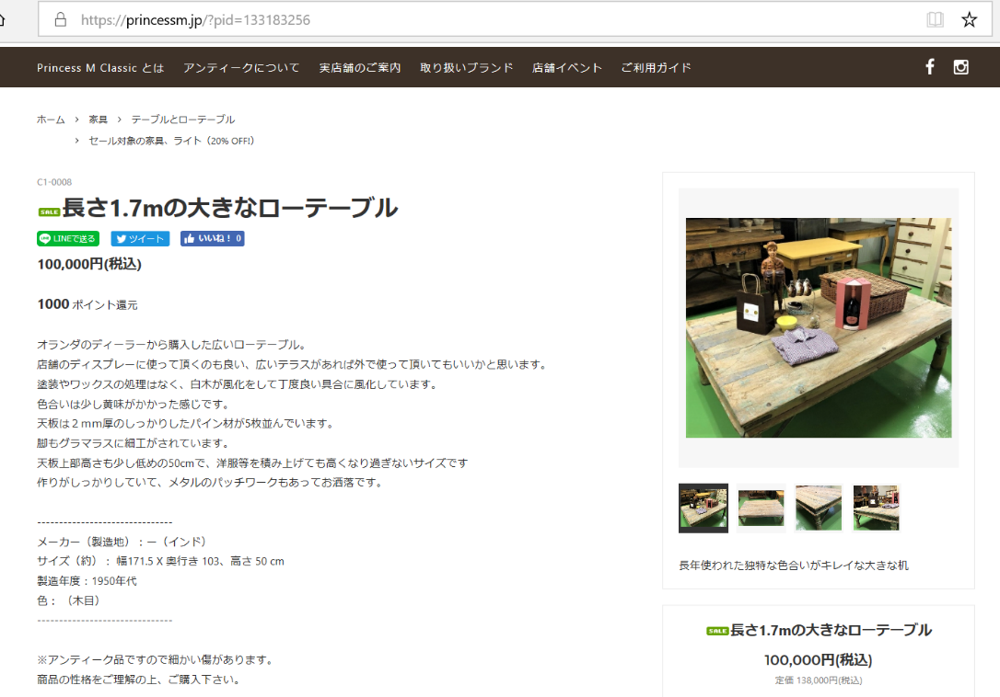 https://princessm.jp/?pid=133183256
Princess M Classic とは アンティークについて 実店舗のご案内 取り扱いブランド 店舗イベント ご利用ガイド
ホーム › 家具 › テーブルとローテーブル
› セール対象の家具、ライト（20% OFF!）
C1-0008
SALE 長さ1.7mの大きなローテーブル
LINEで送る ツイート いいね！ 0
100,000円(税込)
1000 ポイント還元
オランダのディーラーから購入した広いローテーブル。
店舗のディスプレーに使って頂くのも良い、広いテラスがあれば外で使って頂いてもいいかと思います。
塗装やワックスの処理はなく、白木が風化をして丁度良い具合に風化しています。
色合いは少し黄味がかかった感じです。
天板は２ｍｍ厚のしっかりしたパイン材が5枚並んでいます。
脚もグラマラスに細工がされています。
天板上部高さも少し低めの50cmで、洋服等を積み上げても高くなり過ぎないサイズです
作りがしっかりしていて、メタルのパッチワークもあってお洒落です。
-------------------------------
メーカー（製造地）：ー（インド）
サイズ（約）： 幅171.5 X 奥行き 103、高さ 50 cm
製造年度：1950年代
色： （木目）
-------------------------------
※アンティーク品ですので細かい傷があります。
商品の性格をご理解の上、ご購入下さい。
長年使われた独特な色合いがキレイな大きな机
SALE 長さ1.7mの大きなローテーブル
100,000円(税込)
定価 138,000円(税込)